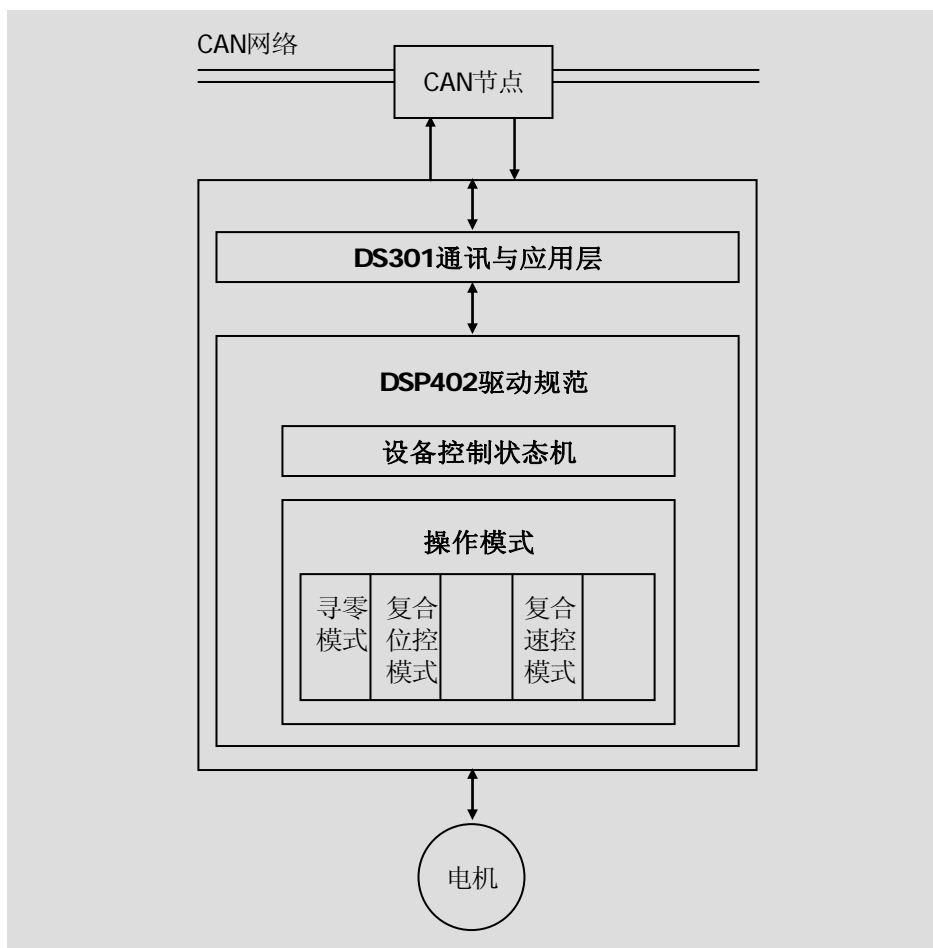 CAN网络
CAN节点
DS301通讯与应用层
DSP402驱动规范
设备控制状态机
操作模式
寻零
模式
复合
位控
模式
复合
速控
模式
电机